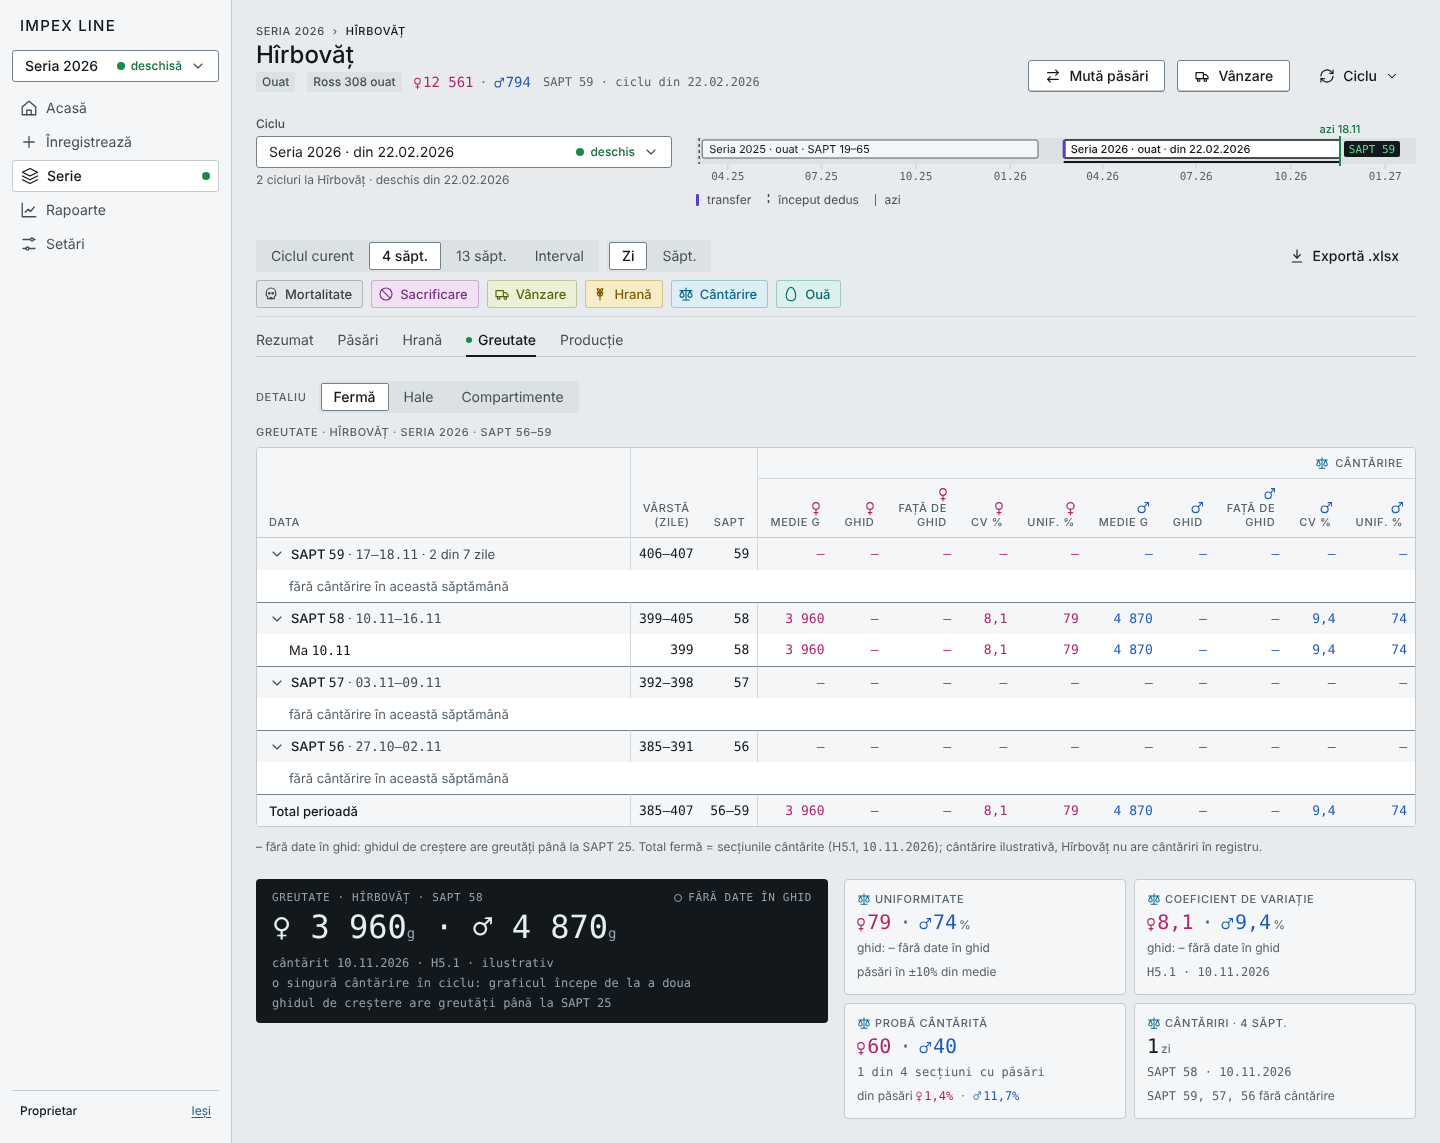 IMPEX LINE
Seria 2026 deschisă
Acasă
Înregistrează
Serie
Rapoarte
Setări
Proprietar Ieși
SERIA 2026 › HÎRBOVĂȚ
Hîrbovăț
Ouat Ross 308 ouat ♀12 561 · ♂794 SAPT 59 · ciclu din 22.02.2026
Mută păsări Vânzare Ciclu
Ciclu
Seria 2026 · din 22.02.2026 deschis
2 cicluri la Hîrbovăț · deschis din 22.02.2026
azi 18.11
Seria 2025 · ouat · SAPT 19–65 Seria 2026 · ouat · din 22.02.2026 SAPT 59
04.25 07.25 10.25 01.26 04.26 07.26 10.26 01.27
transfer început dedus azi
Ciclul curent 4 săpt. 13 săpt. Interval Zi Săpt. Exportă .xlsx
Mortalitate Sacrificare Vânzare Hrană Cântărire Ouă
Rezumat Păsări Hrană Greutate Producție
DETALIU Fermă Hale Compartimente
GREUTATE · HÎRBOVĂȚ · SERIA 2026 · SAPT 56–59
CÂNTĂRIRE
DATA VÂRSTĂ (ZILE) SAPT ♀ MEDIE G ♀ GHID ♀ FAȚĂ DE GHID ♀ CV % ♀ UNIF. % ♂ MEDIE G ♂ GHID ♂ FAȚĂ DE GHID ♂ CV % ♂ UNIF. %
SAPT 59 · 17–18.11 · 2 din 7 zile 406–407 59 – – – – – – – – – –
fără cântărire în această săptămână
SAPT 58 · 10.11–16.11 399–405 58 3 960 – – 8,1 79 4 870 – – 9,4 74
Ma 10.11 399 58 3 960 – – 8,1 79 4 870 – – 9,4 74
SAPT 57 · 03.11–09.11 392–398 57 – – – – – – – – – –
fără cântărire în această săptămână
SAPT 56 · 27.10–02.11 385–391 56 – – – – – – – – – –
fără cântărire în această săptămână
Total perioadă 385–407 56–59 3 960 – – 8,1 79 4 870 – – 9,4 74
– fără date în ghid: ghidul de creștere are greutăți până la SAPT 25. Total fermă = secțiunile cântărite (H5.1, 10.11.2026); cântărire ilustrativă, Hîrbovăț nu are cântăriri în registru.
GREUTATE · HÎRBOVĂȚ · SAPT 58 FĂRĂ DATE ÎN GHID
♀ 3 960g · ♂ 4 870g
cântărit 10.11.2026 · H5.1 · ilustrativ
o singură cântărire în ciclu: graficul începe de la a doua
ghidul de creștere are greutăți până la SAPT 25
UNIFORMITATE
♀79 · ♂74%
ghid: – fără date în ghid
păsări în ±10% din medie
COEFICIENT DE VARIAȚIE
♀8,1 · ♂9,4%
ghid: – fără date în ghid
H5.1 · 10.11.2026
PROBĂ CÂNTĂRITĂ
♀60 · ♂40
1 din 4 secțiuni cu păsări
din păsări ♀1,4% · ♂11,7%
CÂNTĂRIRI · 4 SĂPT.
1 zi
SAPT 58 · 10.11.2026
SAPT 59, 57, 56 fără cântărire